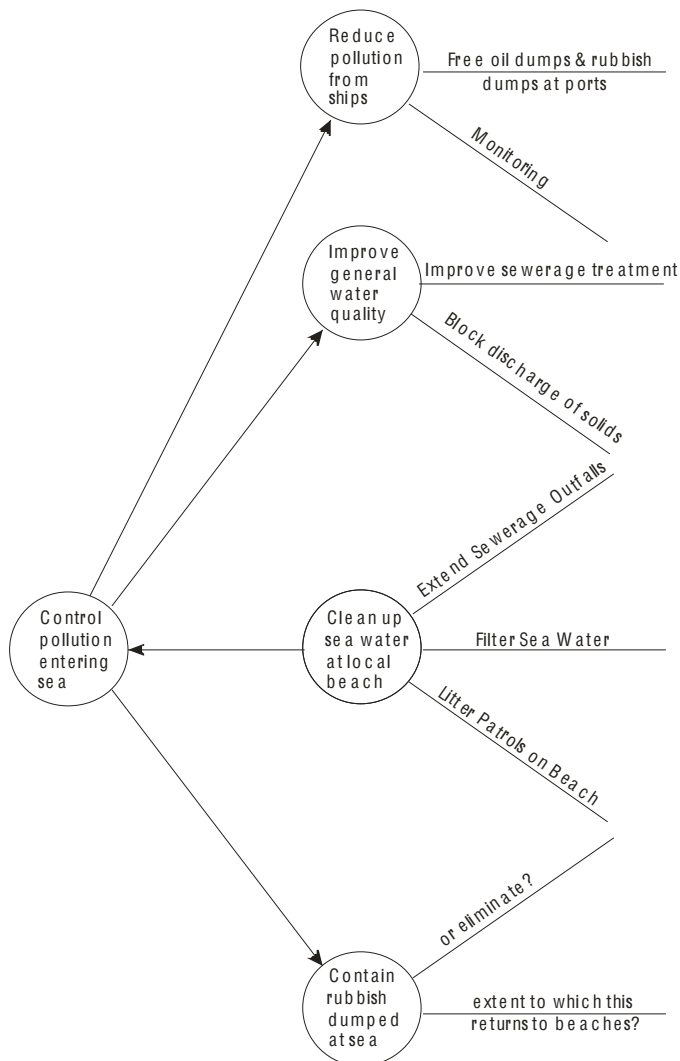 Reduce
pollution
from
ships
Free oil dumps & rubbish
dumps at ports
Monitoring
Improve
general
water
quality
Improve sewerage treatment
Block discharge of solids
Extend Sewerage Outfalls
Control
pollution
entering
sea
Clean up
sea water
at local
beach
Filter Sea Water
Litter Patrols on Beach
or eliminate?
Contain
rubbish
dumped
at sea
extent to which this
returns to beaches?